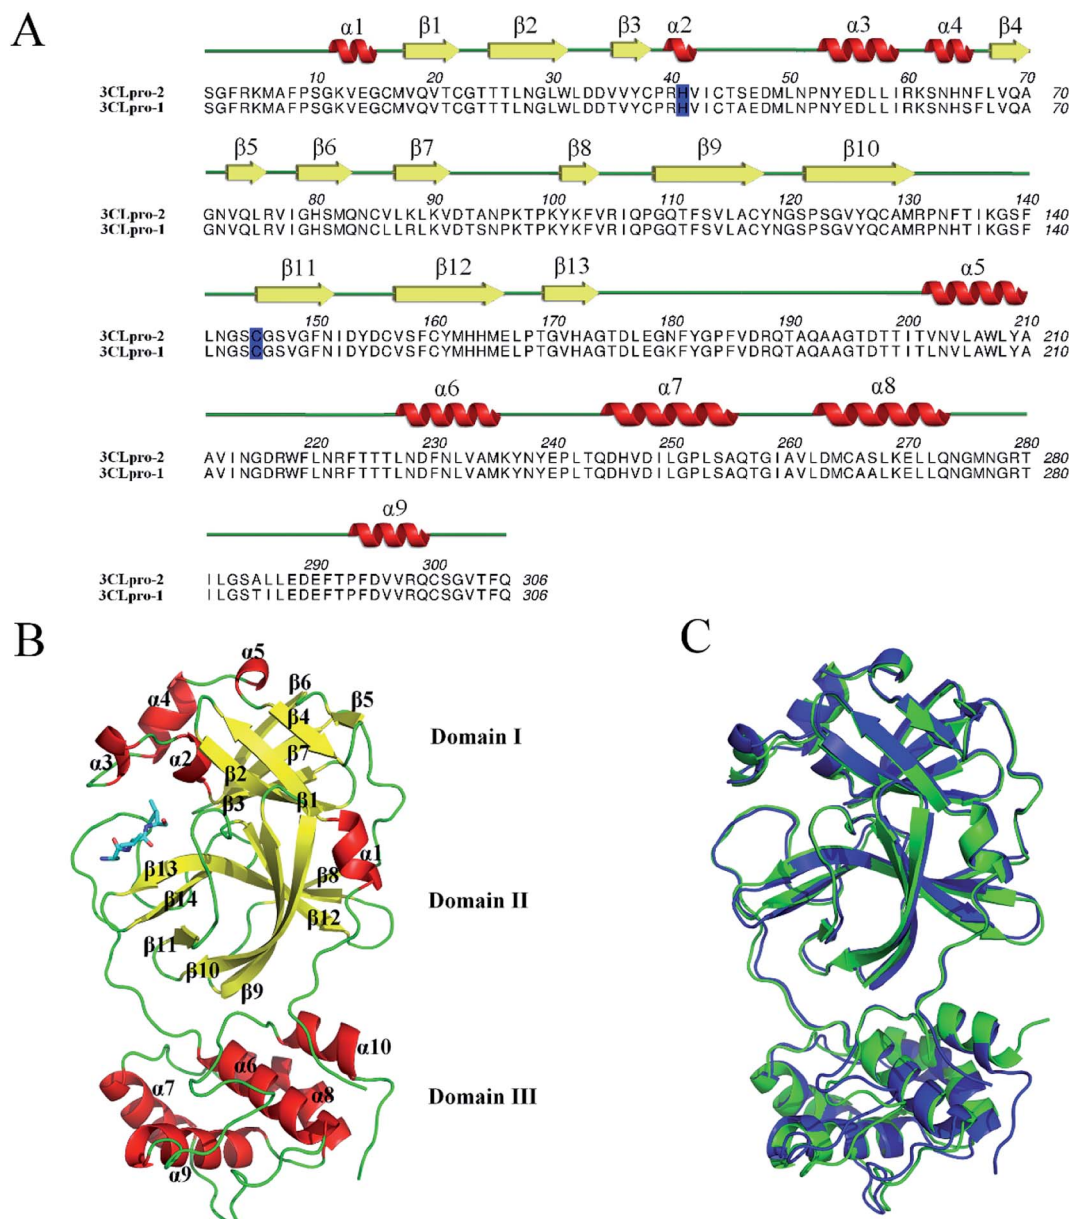 A
α1 β1 β2 β3 α2 α3 α4 β4
10 20 30 40 50 60 70
3CLpro-2 SGFRKMAFPSGKVEGCMVQVTCGTTTLNGLWLDDVVYCPRHVICTSEDMLNPNYEDLLIRKSNHNFLVQA 70
3CLpro-1 SGFRKMAFPSGKVEGCMVQVTCGTTTLNGLWLDDTVYCPRHVICTAEDMLNPNYEDLLIRKSNHSFLVQA 70
β5 β6 β7 β8 β9 β10
80 90 100 110 120 130 140
3CLpro-2 GNVQLRVIGHSMQNCVLKLKVDTANPKTPKYKFVRIQPGQTFSVLACYNGSPSGVYQCAMRPNFTIKGSF 140
3CLpro-1 GNVQLRVIGHSMQNCLLRLKVDTSNPKTPKYKFVRIQPGQTFSVLACYNGSPSGVYQCAMRPNHTIKGSF 140
β11 β12 β13 α5
150 160 170 180 190 200 210
3CLpro-2 LNGSCGSVGFNIDYDCVSFCYMHHMELPTGVHAGTDLEGNFYGPFVDRQTAQAAGTDTTITVNVLAWLYA 210
3CLpro-1 LNGSCGSVGFNIDYDCVSFCYMHHMELPTGVHAGTDLEGKFYGPFVDRQTAQAAGTDTTITLNVLAWLYA 210
α6 α7 α8
220 230 240 250 260 270 280
3CLpro-2 AVINGDRWFLNRFTTTLNDFNLVAMKYNYEPLTQDHVDILGPLSAQTGIAVLDMCASLKELLQNGMNGRT 280
3CLpro-1 AVINGDRWFLNRFTTTLNDFNLVAMKYNYEPLTQDHVDILGPLSAQTGIAVLDMCAALKELLQNGMNGRT 280
α9
290 300
3CLpro-2 ILGSALLEDEFTPFDVVRQCSGVTFQ 306
3CLpro-1 ILGSTILEDEFTPFDVVRQCSGVTFQ 306
B
α5
β6
α4 β4 β5
α3 α2 β7
β2
β3 β1
α1
β13 β8
β14 β12
β11
β10
β9
α10
α6
α7 α8
α9
Domain I
Domain II
Domain III
C